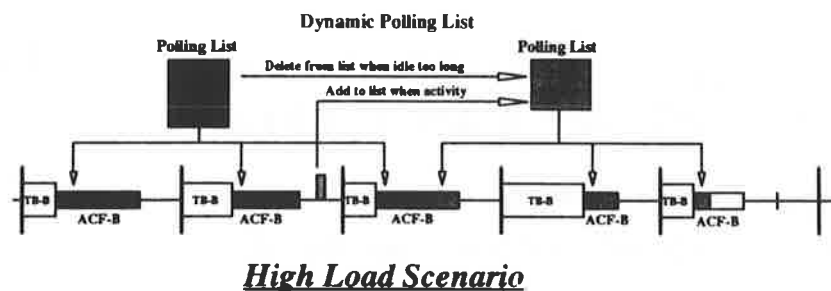 Dynamic Polling List
Polling List
Polling List
Delete from list when idle too long
Add to list when activity
TB-B
TB-B
TB-B
TB-B
TB-B
ACF-B
ACF-B
ACF-B
ACF-B
ACF-B
High Load Scenario